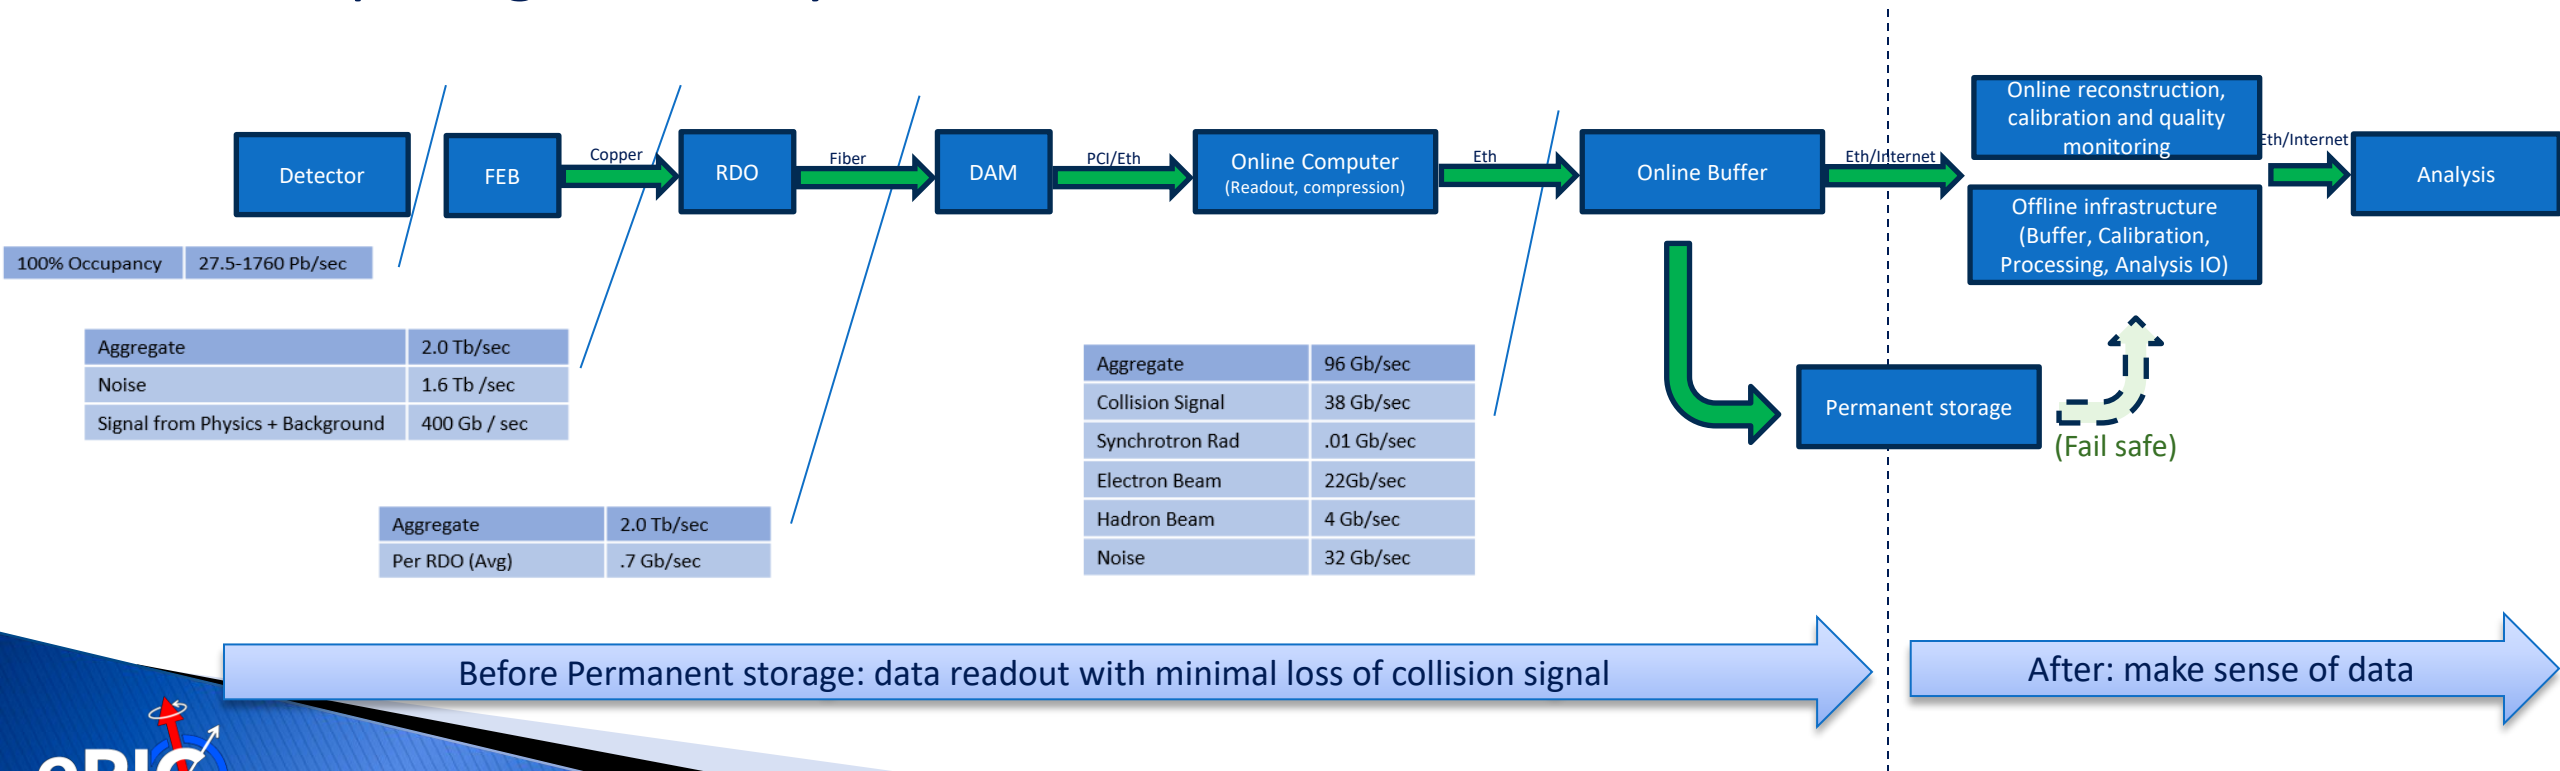 Detector
FEB
Copper
RDO
Fiber
DAM
PCI/Eth
Online Computer
(Readout, compression)
Eth
Online Buffer
Eth/Internet
Online reconstruction,
calibration and quality
monitoring
Offline infrastructure
(Buffer, Calibration,
Processing, Analysis IO)
Eth/Internet
Analysis
100% Occupancy 27.5-1760 Pb/sec
Aggregate 2.0 Tb/sec
Noise 1.6 Tb /sec
Signal from Physics + Background 400 Gb / sec
Aggregate 2.0 Tb/sec
Per RDO (Avg) .7 Gb/sec
Aggregate 96 Gb/sec
Collision Signal 38 Gb/sec
Synchrotron Rad .01 Gb/sec
Electron Beam 22Gb/sec
Hadron Beam 4 Gb/sec
Noise 32 Gb/sec
Permanent storage
(Fail safe)
Before Permanent storage: data readout with minimal loss of collision signal
After: make sense of data
ePIC